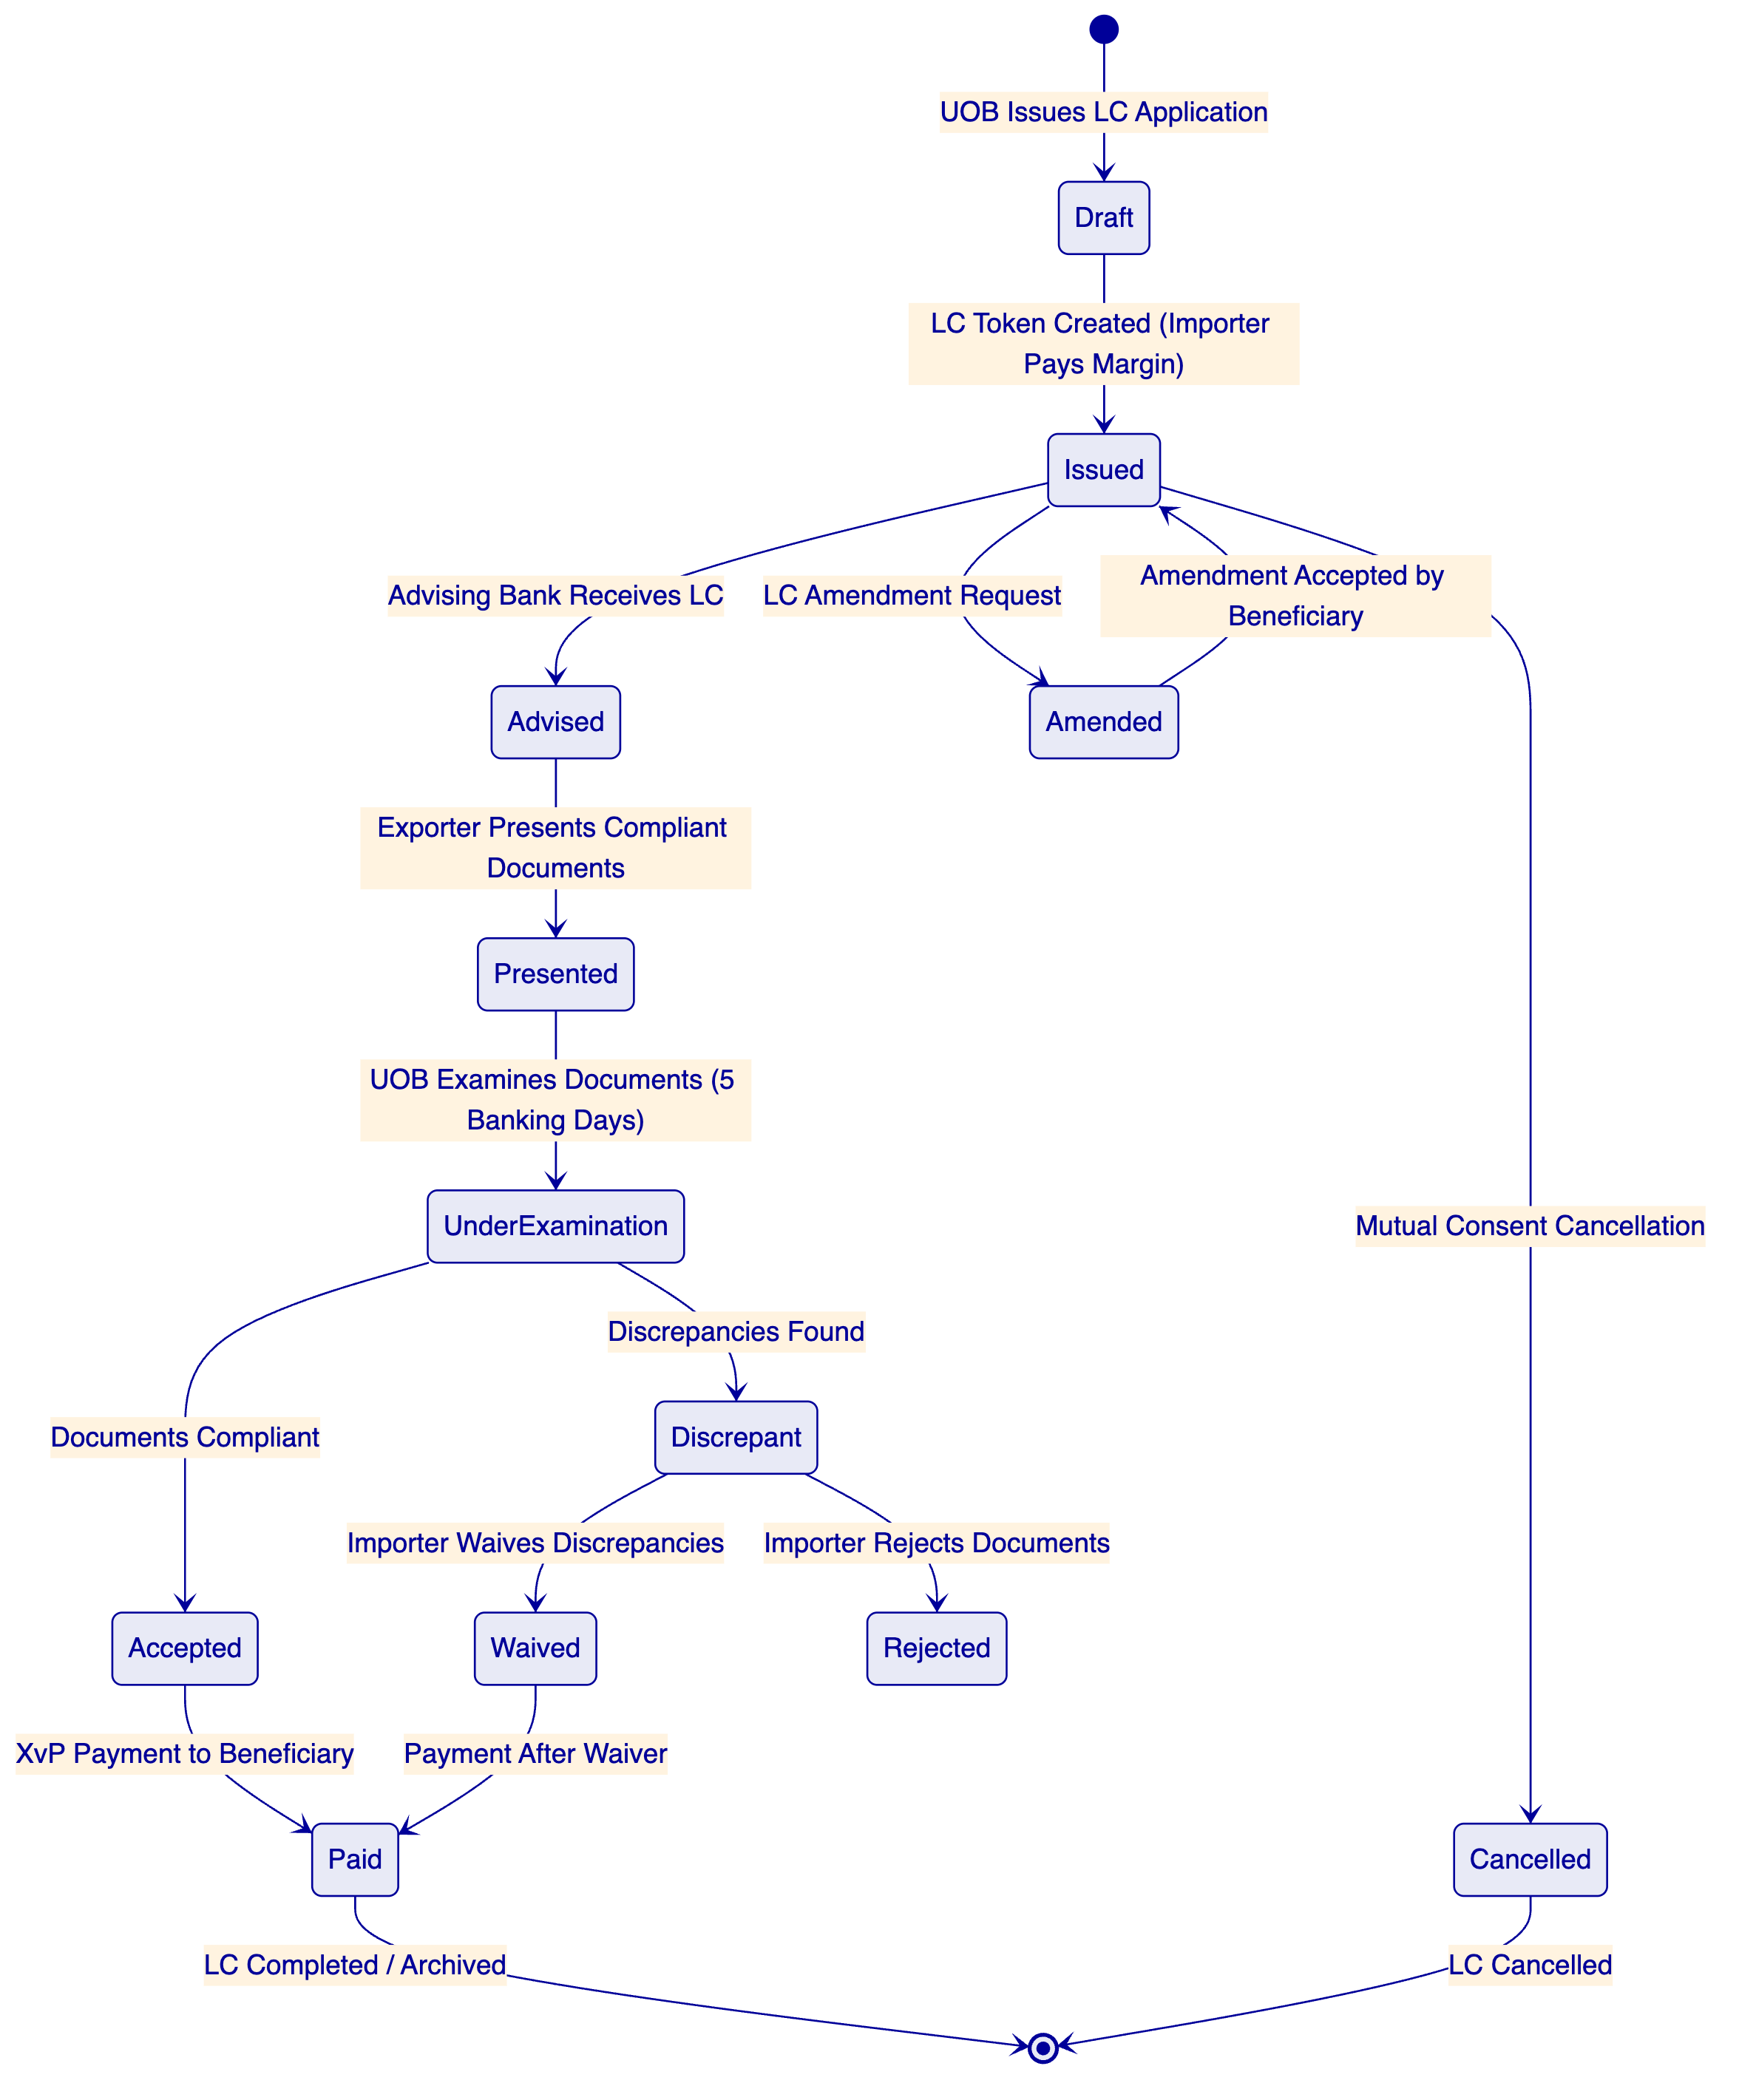 UOB Issues LC Application
Draft
LC Token Created (Importer
Pays Margin)
Issued
Advising Bank Receives LC
LC Amendment Request
Amendment Accepted by
Beneficiary
Advised
Amended
Exporter Presents Compliant
Documents
Presented
UOB Examines Documents (5
Banking Days)
UnderExamination
Mutual Consent Cancellation
Discrepancies Found
Documents Compliant
Discrepant
Importer Waives Discrepancies
Importer Rejects Documents
Accepted
Waived
Rejected
XvP Payment to Beneficiary
Payment After Waiver
Paid
Cancelled
LC Completed / Archived
LC Cancelled